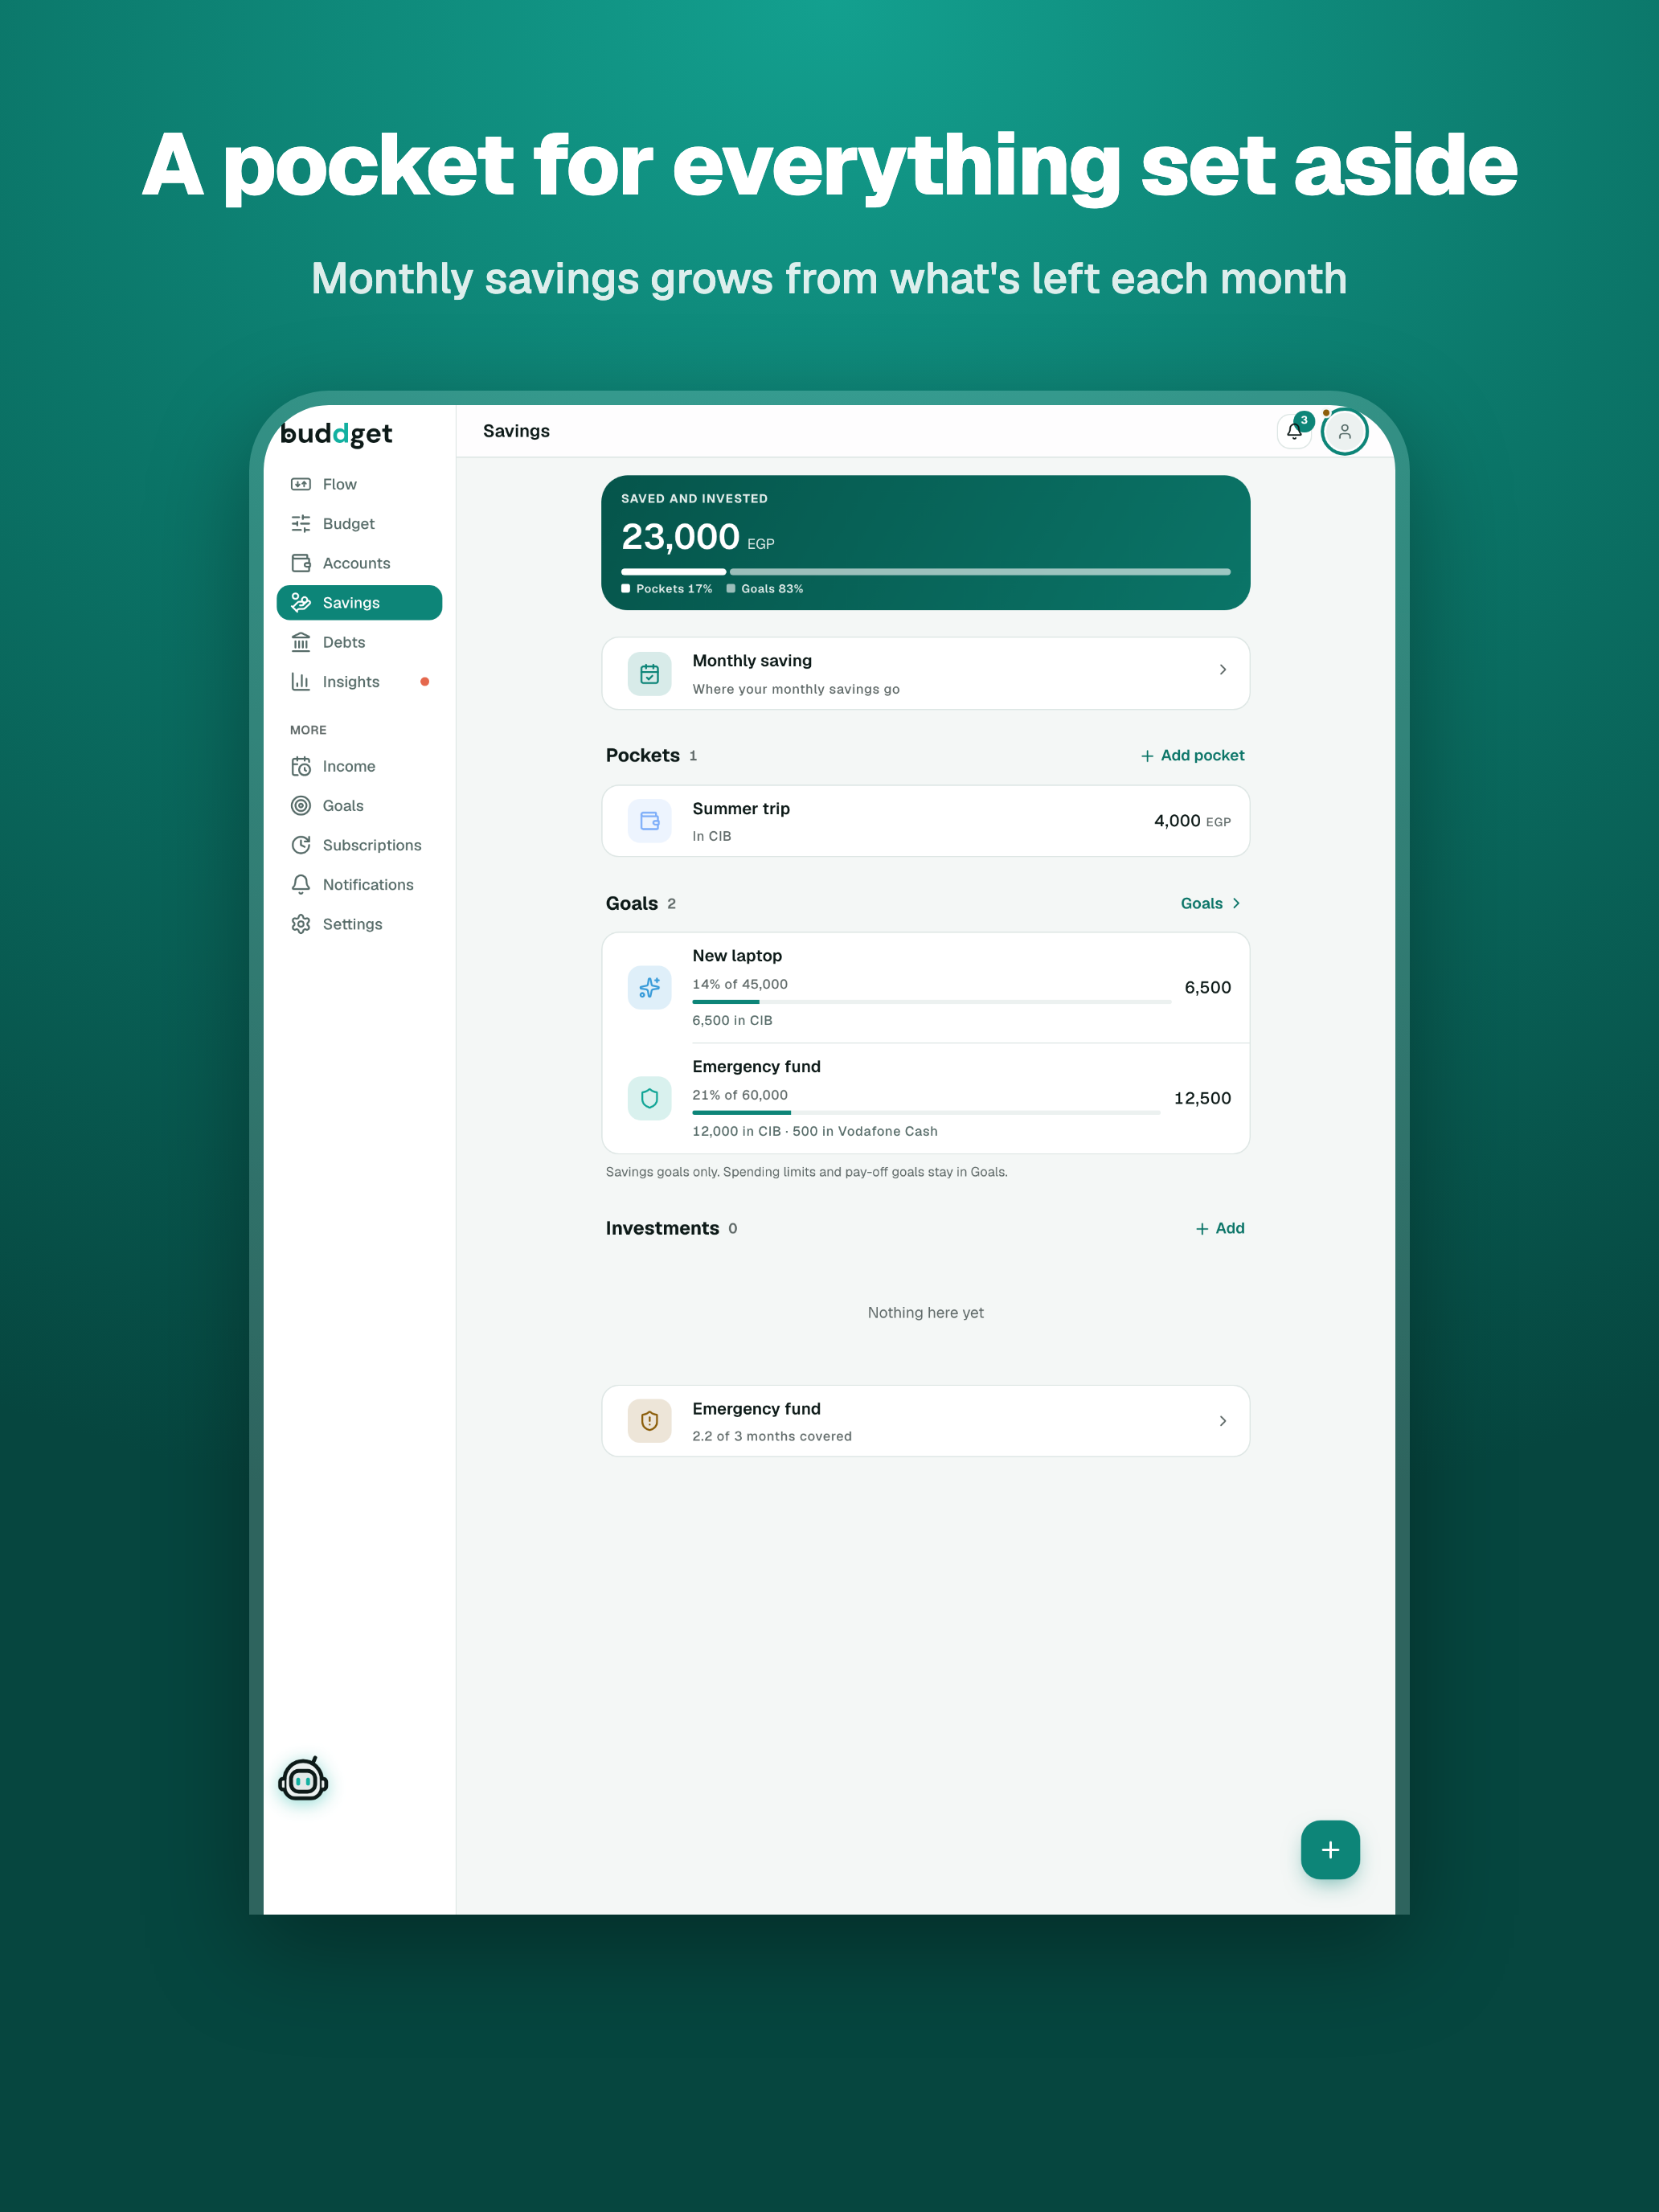 A pocket for everything set aside
Monthly savings grows from what's left each month
buddget
Savings
3
Flow
Budget
Accounts
Savings
Debts
Insights
MORE
Income
Goals
Subscriptions
Notifications
Settings
SAVED AND INVESTED
23,000 EGP
Pockets 17% Goals 83%
Monthly saving
Where your monthly savings go
Pockets 1 + Add pocket
Summer trip
In CIB
4,000 EGP
Goals 2 Goals >
New laptop
14% of 45,000
6,500
6,500 in CIB
Emergency fund
21% of 60,000
12,500
12,000 in CIB · 500 in Vodafone Cash
Savings goals only. Spending limits and pay-off goals stay in Goals.
Investments 0 + Add
Nothing here yet
Emergency fund
2.2 of 3 months covered